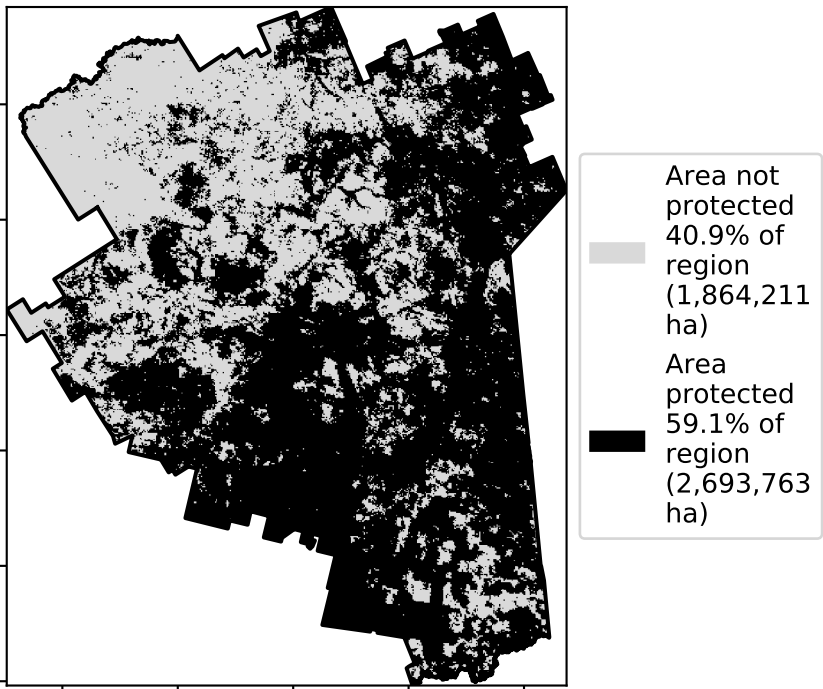 Area not
protected
40.9% of
region
(1,864,211
ha)
Area
protected
59.1% of
region
(2,693,763
ha)